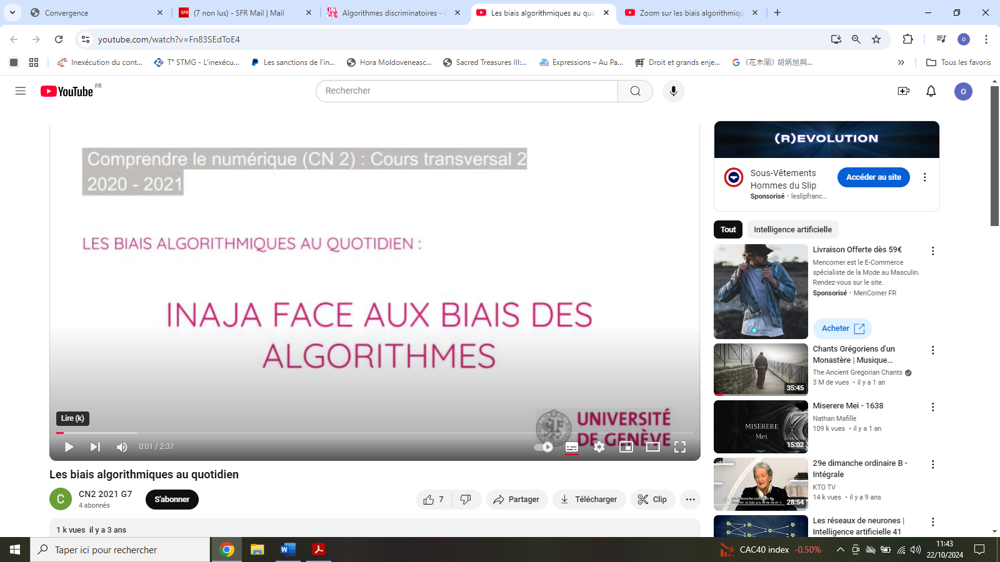 Convergence
(7 non lus) - SFR Mail | Mail
Algorithmes discriminatoires - C
Les biais algorithmiques au quo
Zoom sur les biais algorithmiqu
youtube.com/watch?v=Fn83SEdToE4
Inexécution du cont...
T° STMG - L'inexécu...
Les sanctions de l'in...
Hora Moldoveneasc...
Sacred Treasures III:...
Expressions – Au Pa...
Droit et grands enje...
《花木蘭》胡炳旭與...
Tous les favoris
YouTube FR
Rechercher
o
Comprendre le numérique (CN 2) : Cours transversal 2
2020 - 2021
LES BIAIS ALGORITHMIQUES AU QUOTIDIEN :
INAJA FACE AUX BIAIS DES
ALGORITHMES
UNIVERSITÉ
DE GENÈVE
Lire (k)
0:01 / 2:37
Les biais algorithmiques au quotidien
C
CN2 2021 G7
4 abonnés
S'abonner
7
Partager
Télécharger
Clip
1 k vues il y a 3 ans
(R)EVOLUTION
Sous-Vêtements
Hommes du Slip
Sponsorisé · leslipfranc...
Accéder au site
Tout
Intelligence artificielle
Livraison Offerte dès 59€
Mencorner est le E-Commerce
spécialiste de la Mode au Masculin.
Rendez-vous sur le site.
Sponsorisé · MenCorner FR
Acheter
Chants Grégoriens d'un
Monastère | Musique...
The Ancient Gregorian Chants
3 M de vues · il y a 1 an
35:45
Miserere Mei - 1638
Nathan Mafille
109 k vues · il y a 1 an
MISERERE
Mei
15:02
29e dimanche ordinaire B -
Intégrale
KTO TV
14 k vues · il y a 9 ans
28:54
Les réseaux de neurones |
Intelligence artificielle 41
Taper ici pour rechercher
CAC40 index -0,50%
11:43
22/10/2024